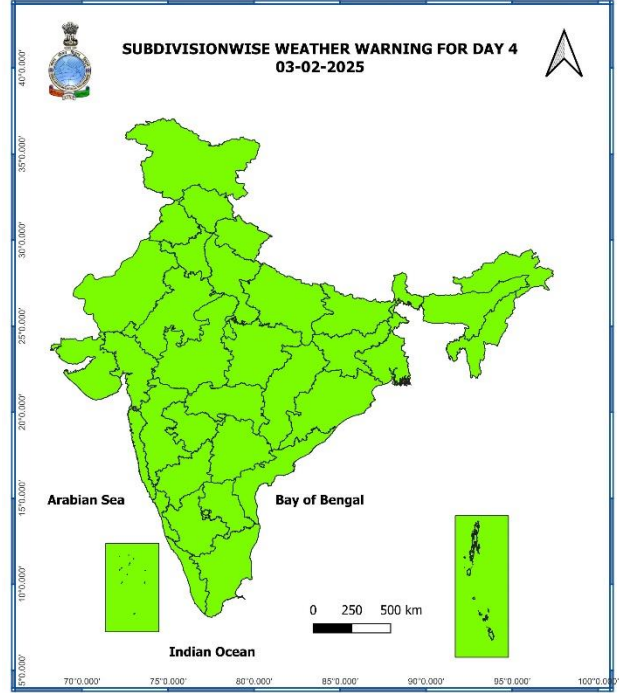 SUBDIVISIONWISE WEATHER WARNING FOR DAY 4
03-02-2025
40°0.000'
35°0.000'
30°0.000'
25°0.000'
20°0.000'
15°0.000'
Arabian Sea
Bay of Bengal
10°0.000'
0 250 500 km
Indian Ocean
5°0.000'
70°0.000' 75°0.000' 80°0.000' 85°0.000' 90°0.000' 95°0.000' 100°0.000'